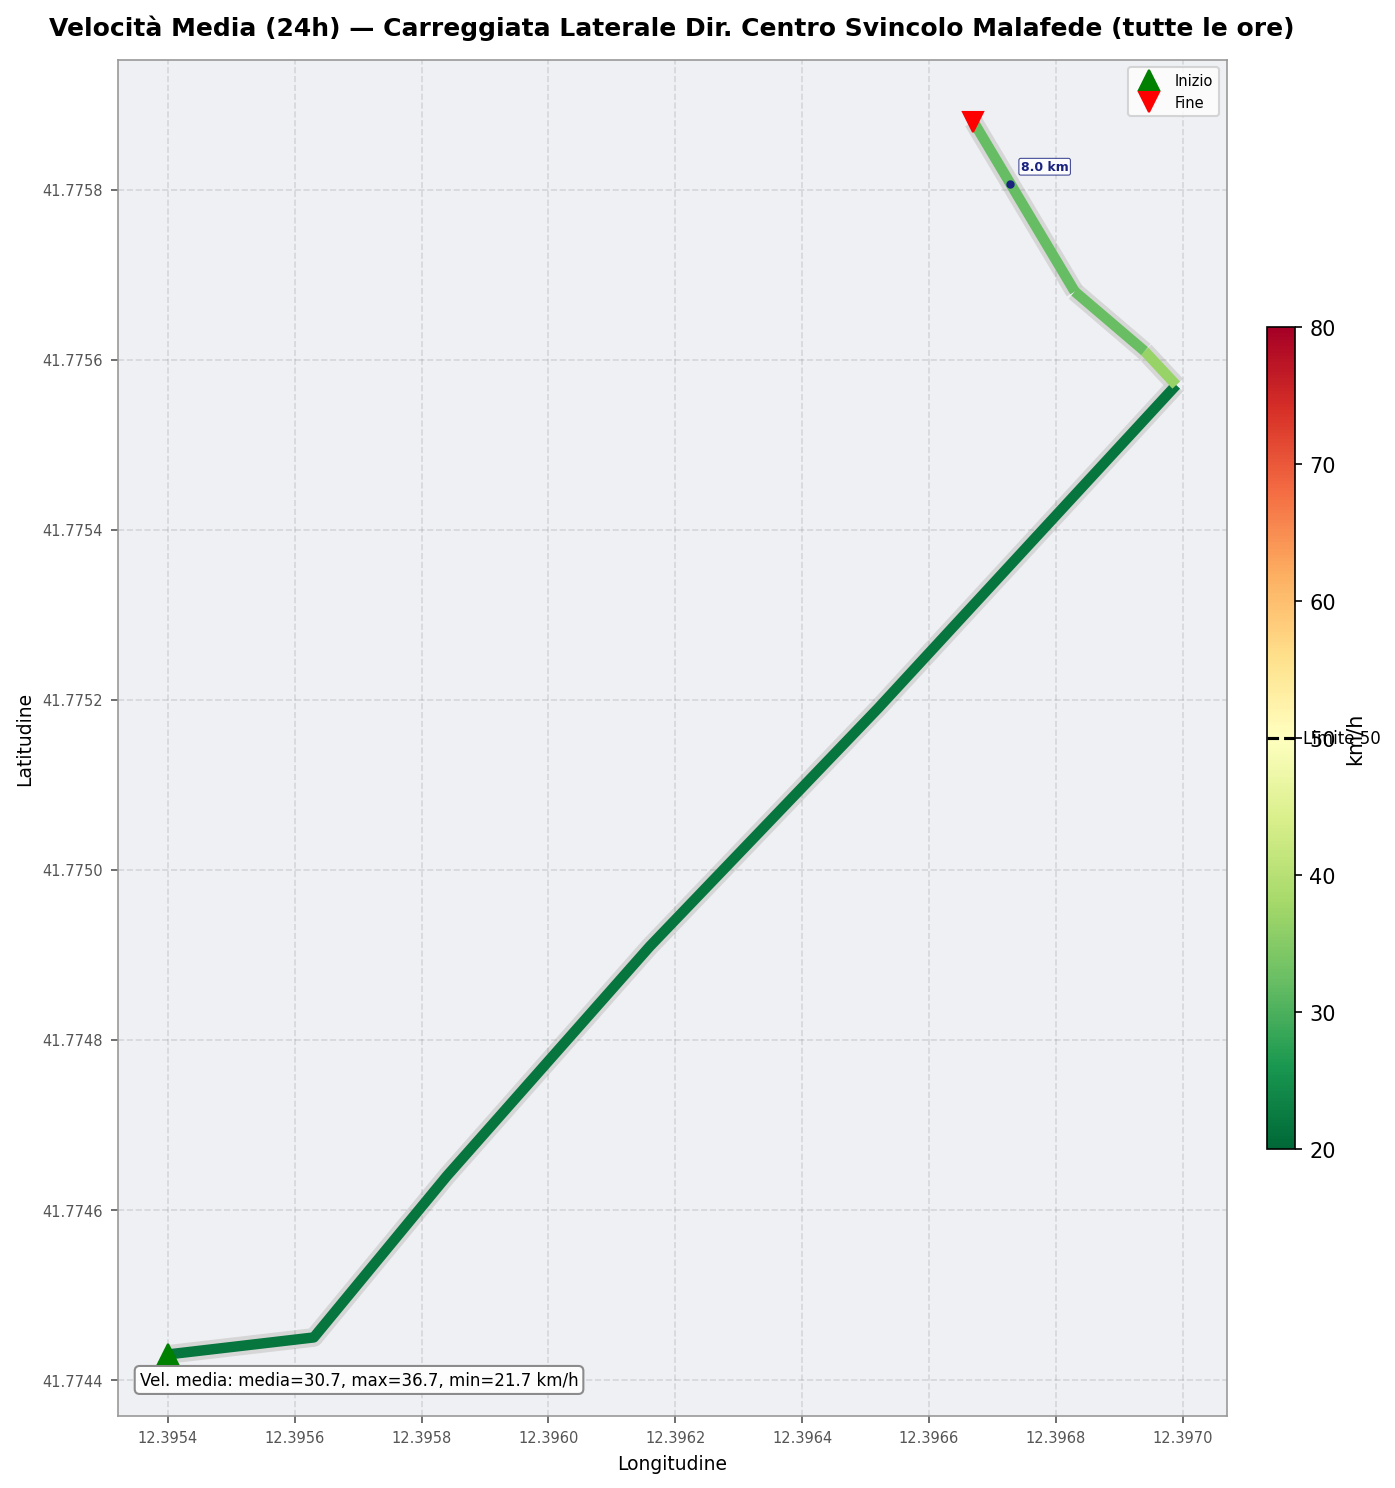 Velocità Media (24h) — Carreggiata Laterale Dir. Centro Svincolo Malafede (tutte le ore)
Inizio
Fine
8.0 km
41.7758
41.7756
41.7754
41.7752
41.7750
41.7748
41.7746
41.7744
Latitudine
80
70
60
50
Limite 50
km/h
40
30
20
Vel. media: media=30.7, max=36.7, min=21.7 km/h
12.3954
12.3956
12.3958
12.3960
12.3962
12.3964
12.3966
12.3968
12.3970
Longitudine